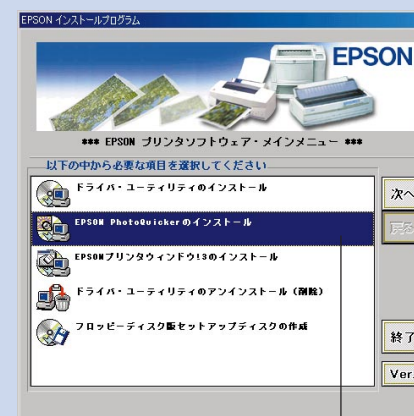 EPSON インストールプログラム
EPSON
*** EPSON プリンタソフトウェア・メインメニュー ***
以下の中から必要な項目を選択してください
ドライバ・ユーティリティのインストール
EPSON PhotoQuickerのインストール
EPSONプリンタウィンドウ!3のインストール
ドライバ・ユーティリティのアンインストール（削除）
フロッピーディスク版セットアップディスクの作成
次へ
戻る
終了
Ver.